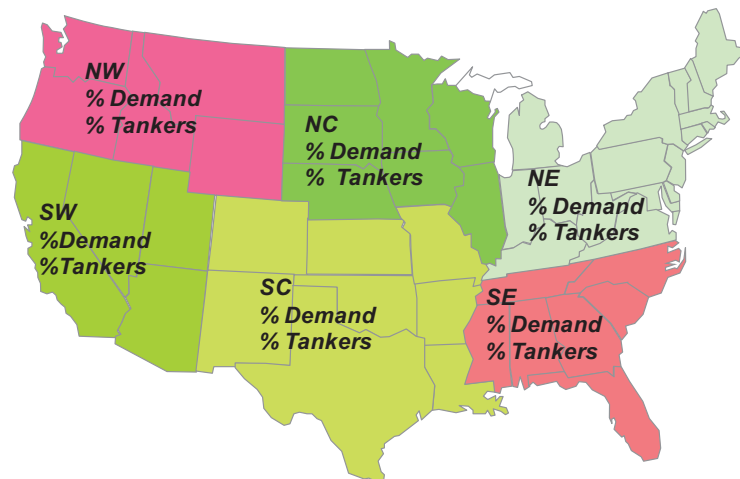 NW
% Demand
% Tankers
NC
% Demand
% Tankers
NE
% Demand
% Tankers
SW
%Demand
%Tankers
SC
% Demand
% Tankers
SE
% Demand
% Tankers